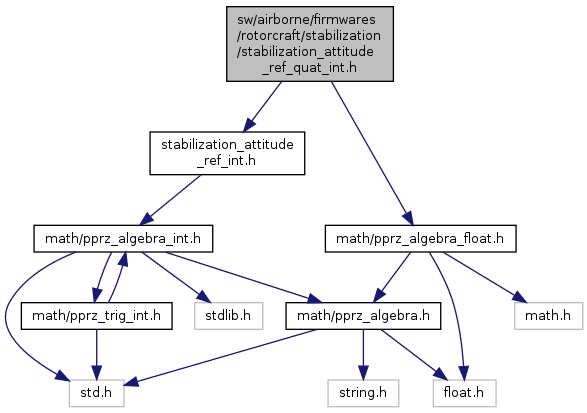 sw/airborne/firmwares
/rotorcraft/stabilization
/stabilization_attitude
_ref_quat_int.h
stabilization_attitude
_ref_int.h
math/pprz_algebra_int.h
math/pprz_algebra_float.h
math/pprz_trig_int.h
stdlib.h
math/pprz_algebra.h
math.h
std.h
string.h
float.h